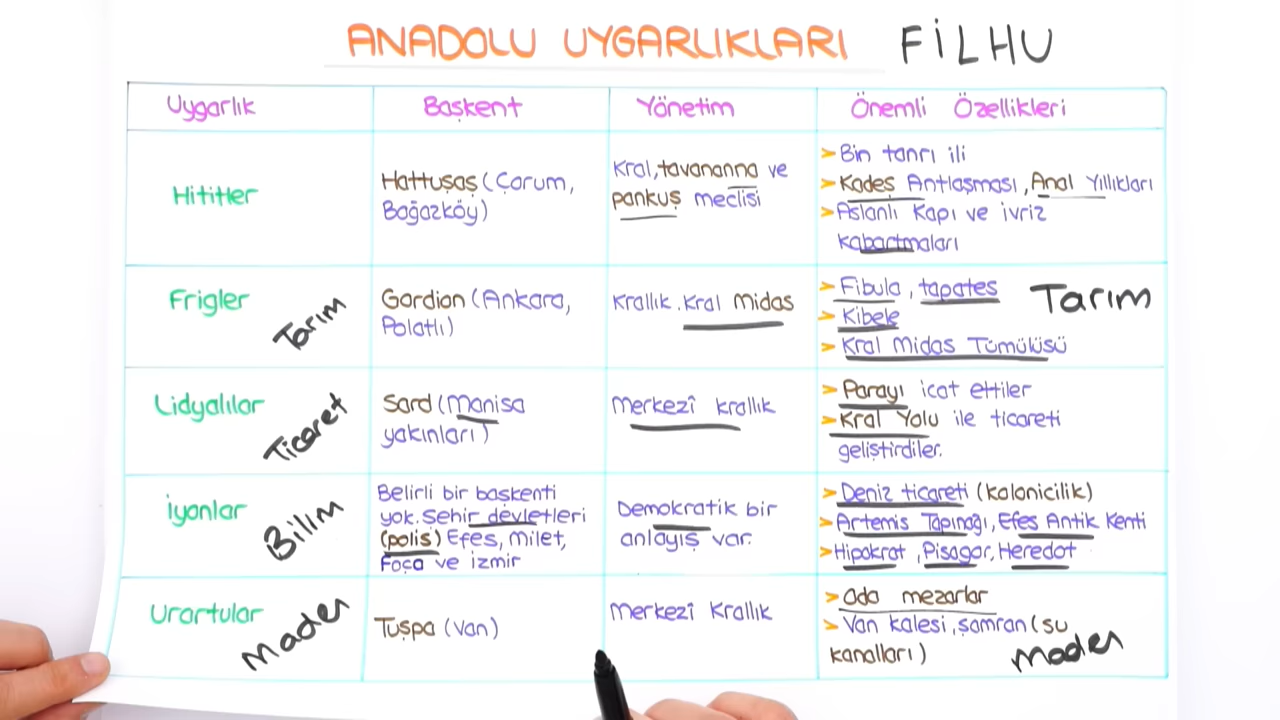 ANADOLU UYGARLIKLARI FİLHU
Uygarlık Başkent Yönetim Önemli Özellikleri
Hititler
Hattuşaş (Çorum,
Boğazköy)
Kral, tavananna ve
pankuş meclisi
➤ Bin tanrı ili
➤ Kadeş Antlaşması, Anal Yıllıkları
➤ Aslanlı Kapı ve ivriz
kabartmaları
Frigler
Tarım
Gordion (Ankara,
Polatlı)
Krallık. Kral Midas
➤ Fibula, tapates
➤ Kibele
➤ Kral Midas Tümülüsü
Tarım
Lidyalılar
Ticaret
Sard (Manisa
yakınları)
Merkezî krallık
➤ Parayı icat ettiler
➤ Kral Yolu ile ticareti
geliştirdiler.
İyonlar
Bilim
Belirli bir başkenti
yok. Şehir devletleri
(polis) Efes, Milet,
Foça ve izmir
Demokratik bir
anlayış var.
➤ Deniz ticareti (kolonicilik)
➤ Artemis Tapınağı, Efes Antik Kenti
➤ Hipokrat, Pisagor, Heredot
Urartular
Maden
Tuşpa (Van)
Merkezî Krallık
➤ Oda mezarlar
➤ Van kalesi, şamran (su
kanalları)
Maden